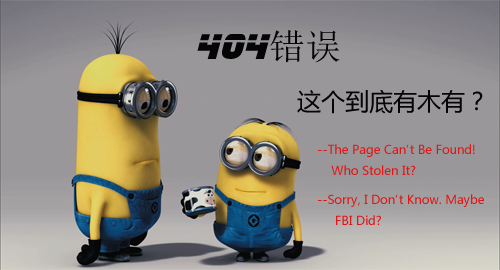 404错误
这个到底有木有？
--The Page Can't Be Found!
Who Stolen It?
--Sorry, I Don't Know. Maybe
FBI Did?